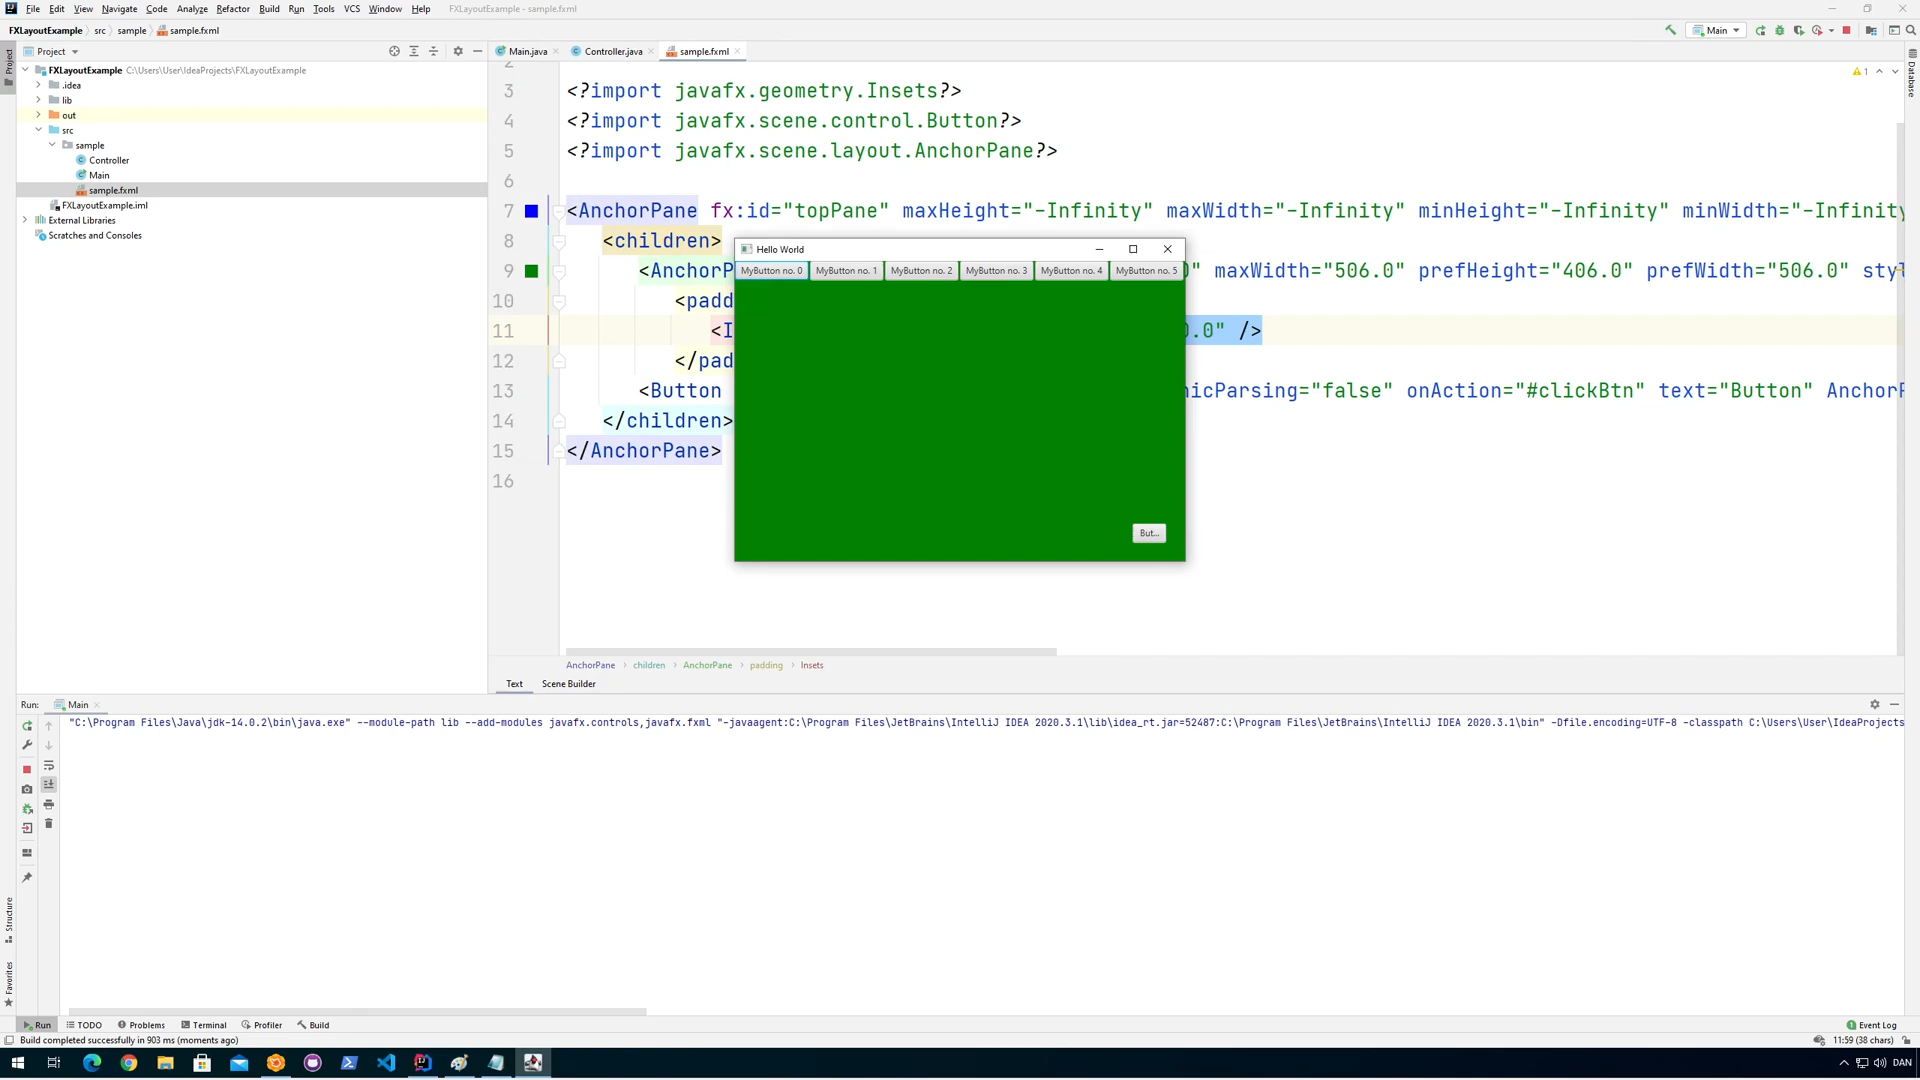 File Edit View Navigate Code Analyze Refactor Build Run Tools VCS Window Help FXLayoutExample - sample.fxml
FXLayoutExample src sample sample.fxml
Main
Project
Main.java Controller.java sample.fxml
Project
Database
FXLayoutExample C:\Users\User\IdeaProjects\FXLayoutExample
.idea
lib
out
src
sample
Controller
Main
sample.fxml
FXLayoutExample.iml
External Libraries
Scratches and Consoles
1
2
3 <?import javafx.geometry.Insets?>
4 <?import javafx.scene.control.Button?>
5 <?import javafx.scene.layout.AnchorPane?>
6
7 <AnchorPane fx:id="topPane" maxHeight="-Infinity" maxWidth="-Infinity" minHeight="-Infinity" minWidth="-Infinity
8 <children>
9 <AnchorP 0" maxWidth="506.0" prefHeight="406.0" prefWidth="506.0" styl
10 <padd
11 <I 0.0" />
12 </pad
13 <Button nicParsing="false" onAction="#clickBtn" text="Button" AnchorP
14 </children>
15 </AnchorPane>
16
Hello World
MyButton no. 0 MyButton no. 1 MyButton no. 2 MyButton no. 3 MyButton no. 4 MyButton no. 5
But...
AnchorPane children AnchorPane padding Insets
Text Scene Builder
Run: Main
"C:\Program Files\Java\jdk-14.0.2\bin\java.exe" --module-path lib --add-modules javafx.controls,javafx.fxml "-javaagent:C:\Program Files\JetBrains\IntelliJ IDEA 2020.3.1\lib\idea_rt.jar=52487:C:\Program Files\JetBrains\IntelliJ IDEA 2020.3.1\bin" -Dfile.encoding=UTF-8 -classpath C:\Users\User\IdeaProjects
Structure
Favorites
Run TODO Problems Terminal Profiler Build Event Log
Build completed successfully in 903 ms (moments ago) 11:59 (38 chars)
DAN